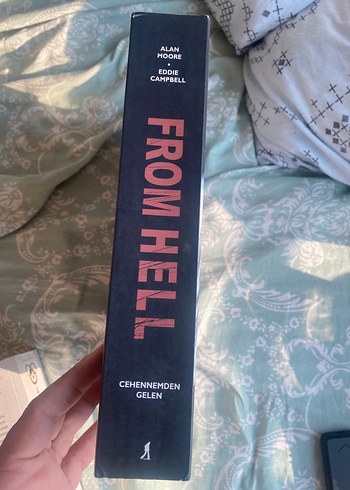 ALAN
MOORE
•
EDDIE
CAMPBELL
FROM HELL
CEHENNEMDEN
GELEN